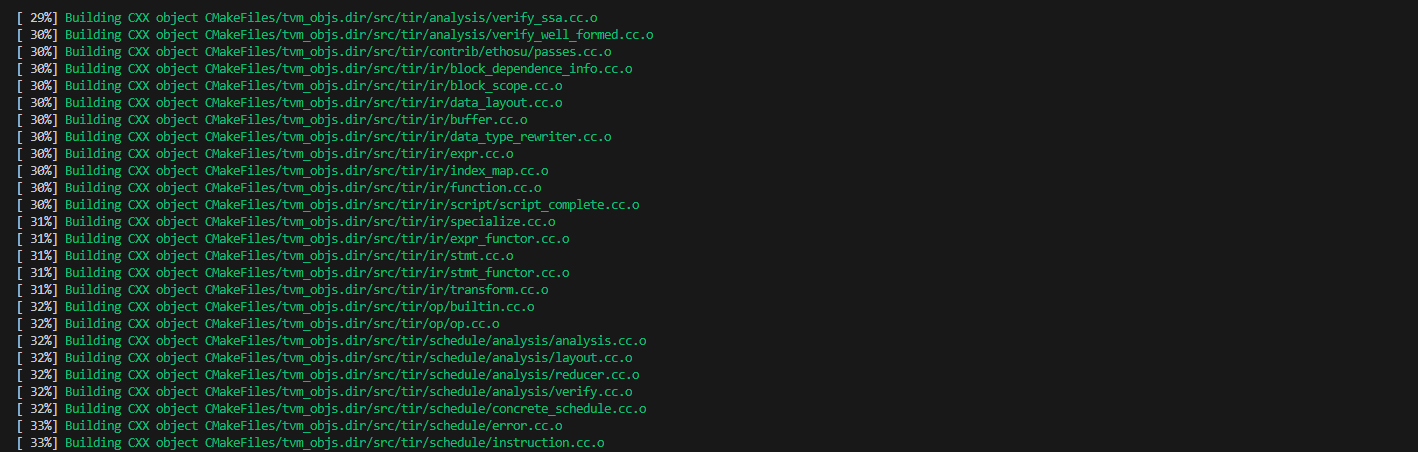 [ 29%] Building CXX object CMakeFiles/tvm_objs.dir/src/tir/analysis/verify_ssa.cc.o
[ 30%] Building CXX object CMakeFiles/tvm_objs.dir/src/tir/analysis/verify_well_formed.cc.o
[ 30%] Building CXX object CMakeFiles/tvm_objs.dir/src/tir/contrib/ethosu/passes.cc.o
[ 30%] Building CXX object CMakeFiles/tvm_objs.dir/src/tir/ir/block_dependence_info.cc.o
[ 30%] Building CXX object CMakeFiles/tvm_objs.dir/src/tir/ir/block_scope.cc.o
[ 30%] Building CXX object CMakeFiles/tvm_objs.dir/src/tir/ir/data_layout.cc.o
[ 30%] Building CXX object CMakeFiles/tvm_objs.dir/src/tir/ir/buffer.cc.o
[ 30%] Building CXX object CMakeFiles/tvm_objs.dir/src/tir/ir/data_type_rewriter.cc.o
[ 30%] Building CXX object CMakeFiles/tvm_objs.dir/src/tir/ir/expr.cc.o
[ 30%] Building CXX object CMakeFiles/tvm_objs.dir/src/tir/ir/index_map.cc.o
[ 30%] Building CXX object CMakeFiles/tvm_objs.dir/src/tir/ir/function.cc.o
[ 30%] Building CXX object CMakeFiles/tvm_objs.dir/src/tir/ir/script/script_complete.cc.o
[ 31%] Building CXX object CMakeFiles/tvm_objs.dir/src/tir/ir/specialize.cc.o
[ 31%] Building CXX object CMakeFiles/tvm_objs.dir/src/tir/ir/expr_functor.cc.o
[ 31%] Building CXX object CMakeFiles/tvm_objs.dir/src/tir/ir/stmt.cc.o
[ 31%] Building CXX object CMakeFiles/tvm_objs.dir/src/tir/ir/stmt_functor.cc.o
[ 31%] Building CXX object CMakeFiles/tvm_objs.dir/src/tir/ir/transform.cc.o
[ 32%] Building CXX object CMakeFiles/tvm_objs.dir/src/tir/op/builtin.cc.o
[ 32%] Building CXX object CMakeFiles/tvm_objs.dir/src/tir/op/op.cc.o
[ 32%] Building CXX object CMakeFiles/tvm_objs.dir/src/tir/schedule/analysis/analysis.cc.o
[ 32%] Building CXX object CMakeFiles/tvm_objs.dir/src/tir/schedule/analysis/layout.cc.o
[ 32%] Building CXX object CMakeFiles/tvm_objs.dir/src/tir/schedule/analysis/reducer.cc.o
[ 32%] Building CXX object CMakeFiles/tvm_objs.dir/src/tir/schedule/analysis/verify.cc.o
[ 32%] Building CXX object CMakeFiles/tvm_objs.dir/src/tir/schedule/concrete_schedule.cc.o
[ 33%] Building CXX object CMakeFiles/tvm_objs.dir/src/tir/schedule/error.cc.o
[ 33%] Building CXX object CMakeFiles/tvm_objs.dir/src/tir/schedule/instruction.cc.o